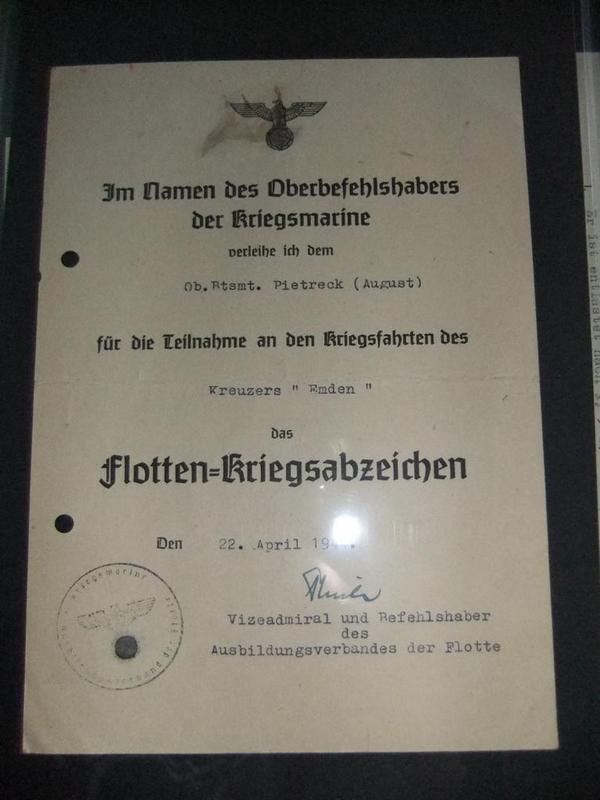 Im Namen des Oberbefehlshabers
der Kriegsmarine
verleihe ich dem
Ob.Btsmt. Pietreck (August)
für die Teilnahme an den Kriegsfahrten des
Kreuzers " Emden "
das
Flotten=Kriegsabzeichen
Den 22. April
Vizeadmiral und Befehlshaber
des
Ausbildungsverbandes der Flotte
Kriegsmarine